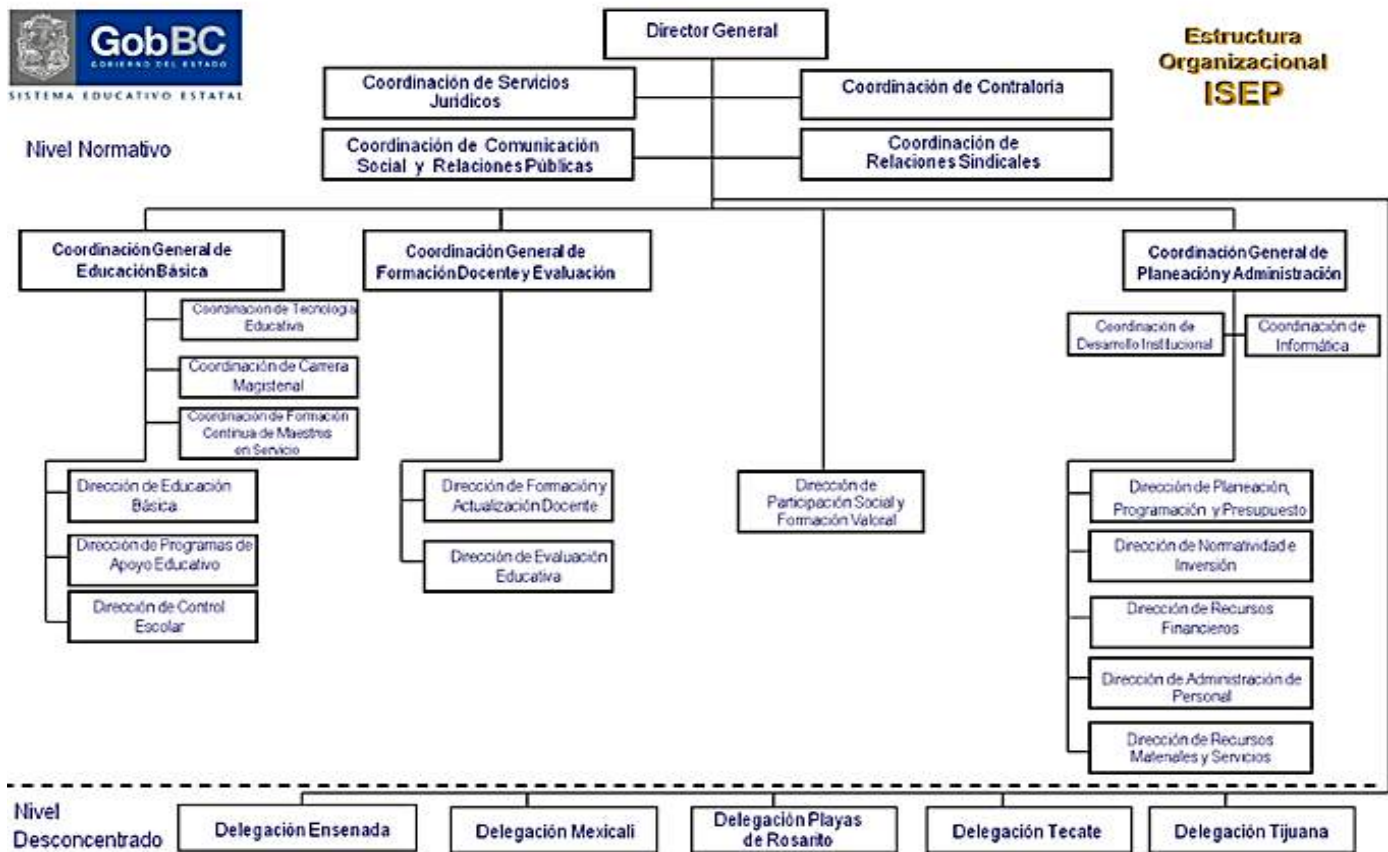 GobBC
GOBIERNO DEL ESTADO
SISTEMA EDUCATIVO ESTATAL
Estructura
Organizacional
ISEP
Director General
Coordinación de Servicios
Jurídicos
Coordinación de Contraloría
Nivel Normativo
Coordinación de Comunicación
Social y Relaciones Públicas
Coordinación de
Relaciones Sindicales
Coordinación General de
Educación Básica
Coordinación General de
Formación Docente y Evaluación
Coordinación General de
Planeación y Administración
Coordinación de Tecnología
Educativa
Coordinación de Carrera
Magisterial
Coordinación de Formación
Continua de Maestros
en Servicio
Coordinación de
Desarrollo Institucional
Coordinación de
Informática
Dirección de Educación
Básica
Dirección de Programas de
Apoyo Educativo
Dirección de Control
Escolar
Dirección de Formación y
Actualización Docente
Dirección de Evaluación
Educativa
Dirección de
Participación Social y
Formación Valoral
Dirección de Planeación,
Programación y Presupuesto
Dirección de Normatividad e
Inversión
Dirección de Recursos
Financieros
Dirección de Administración de
Personal
Dirección de Recursos
Materiales y Servicios
Nivel
Desconcentrado
Delegación Ensenada
Delegación Mexicali
Delegación Playas
de Rosarito
Delegación Tecate
Delegación Tijuana